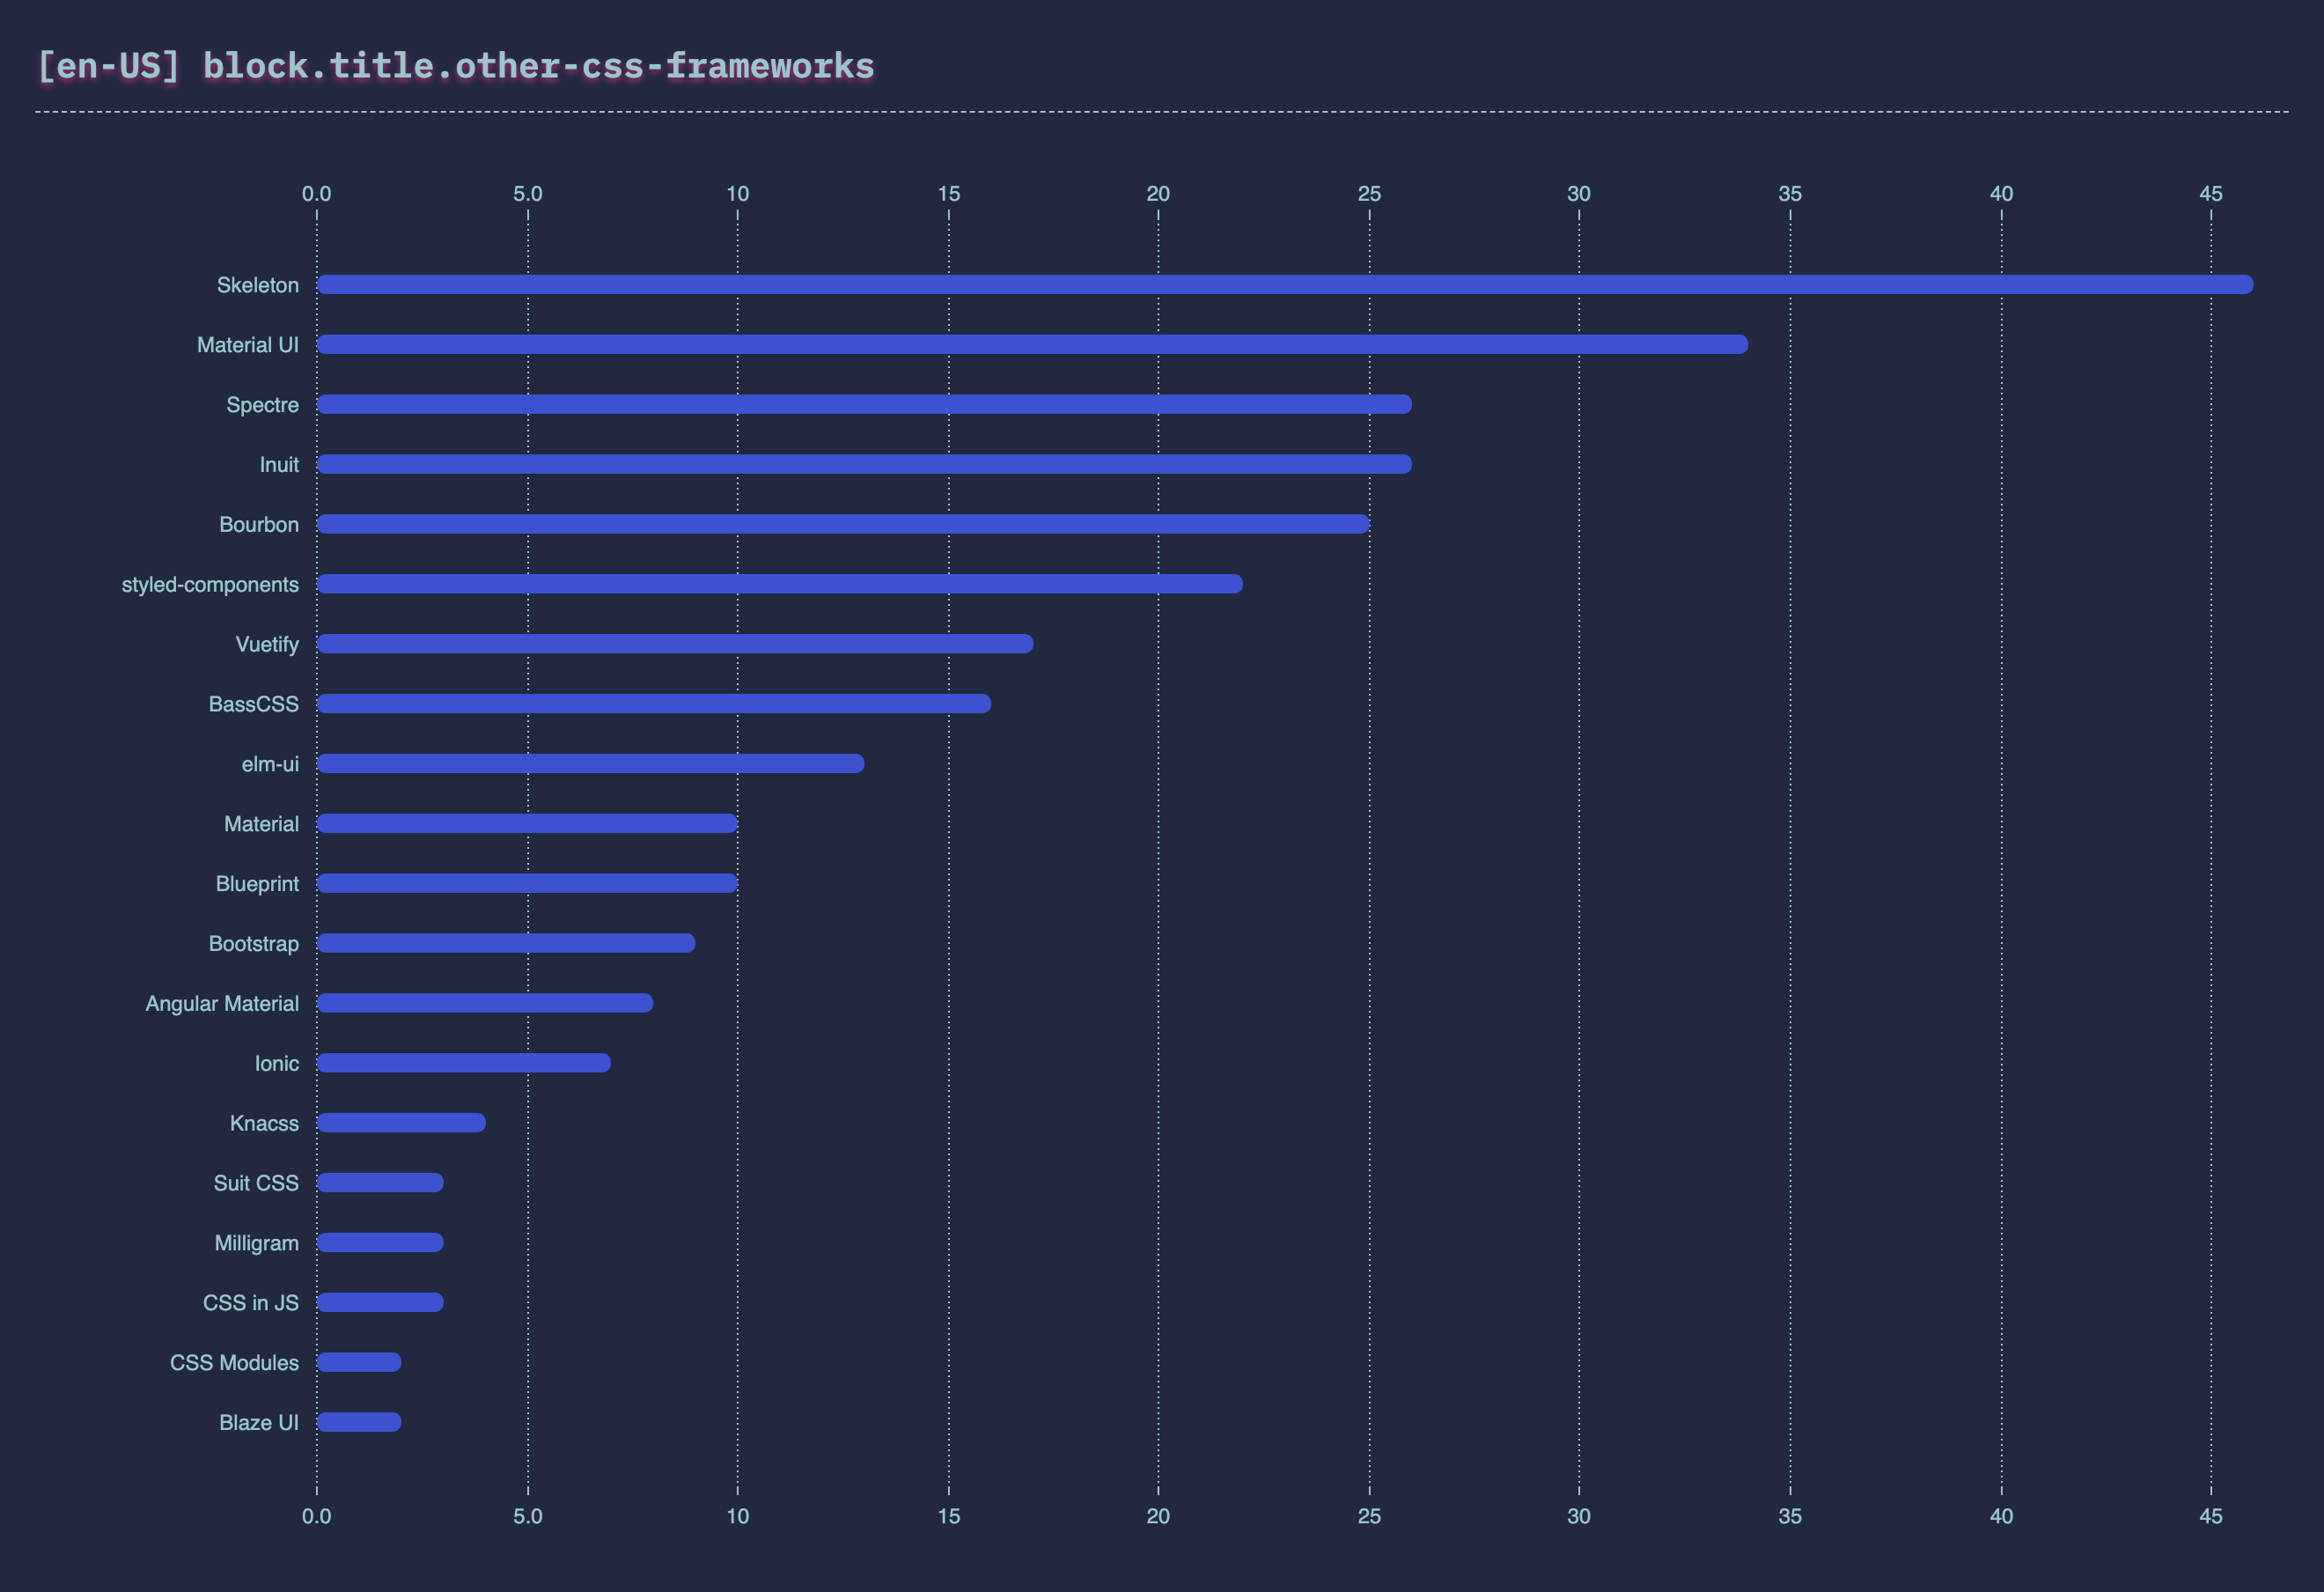 [en-US] block.title.other-css-frameworks
0.0 5.0 10 15 20 25 30 35 40 45
Skeleton
Material UI
Spectre
Inuit
Bourbon
styled-components
Vuetify
BassCSS
elm-ui
Material
Blueprint
Bootstrap
Angular Material
Ionic
Knacss
Suit CSS
Milligram
CSS in JS
CSS Modules
Blaze UI
0.0 5.0 10 15 20 25 30 35 40 45